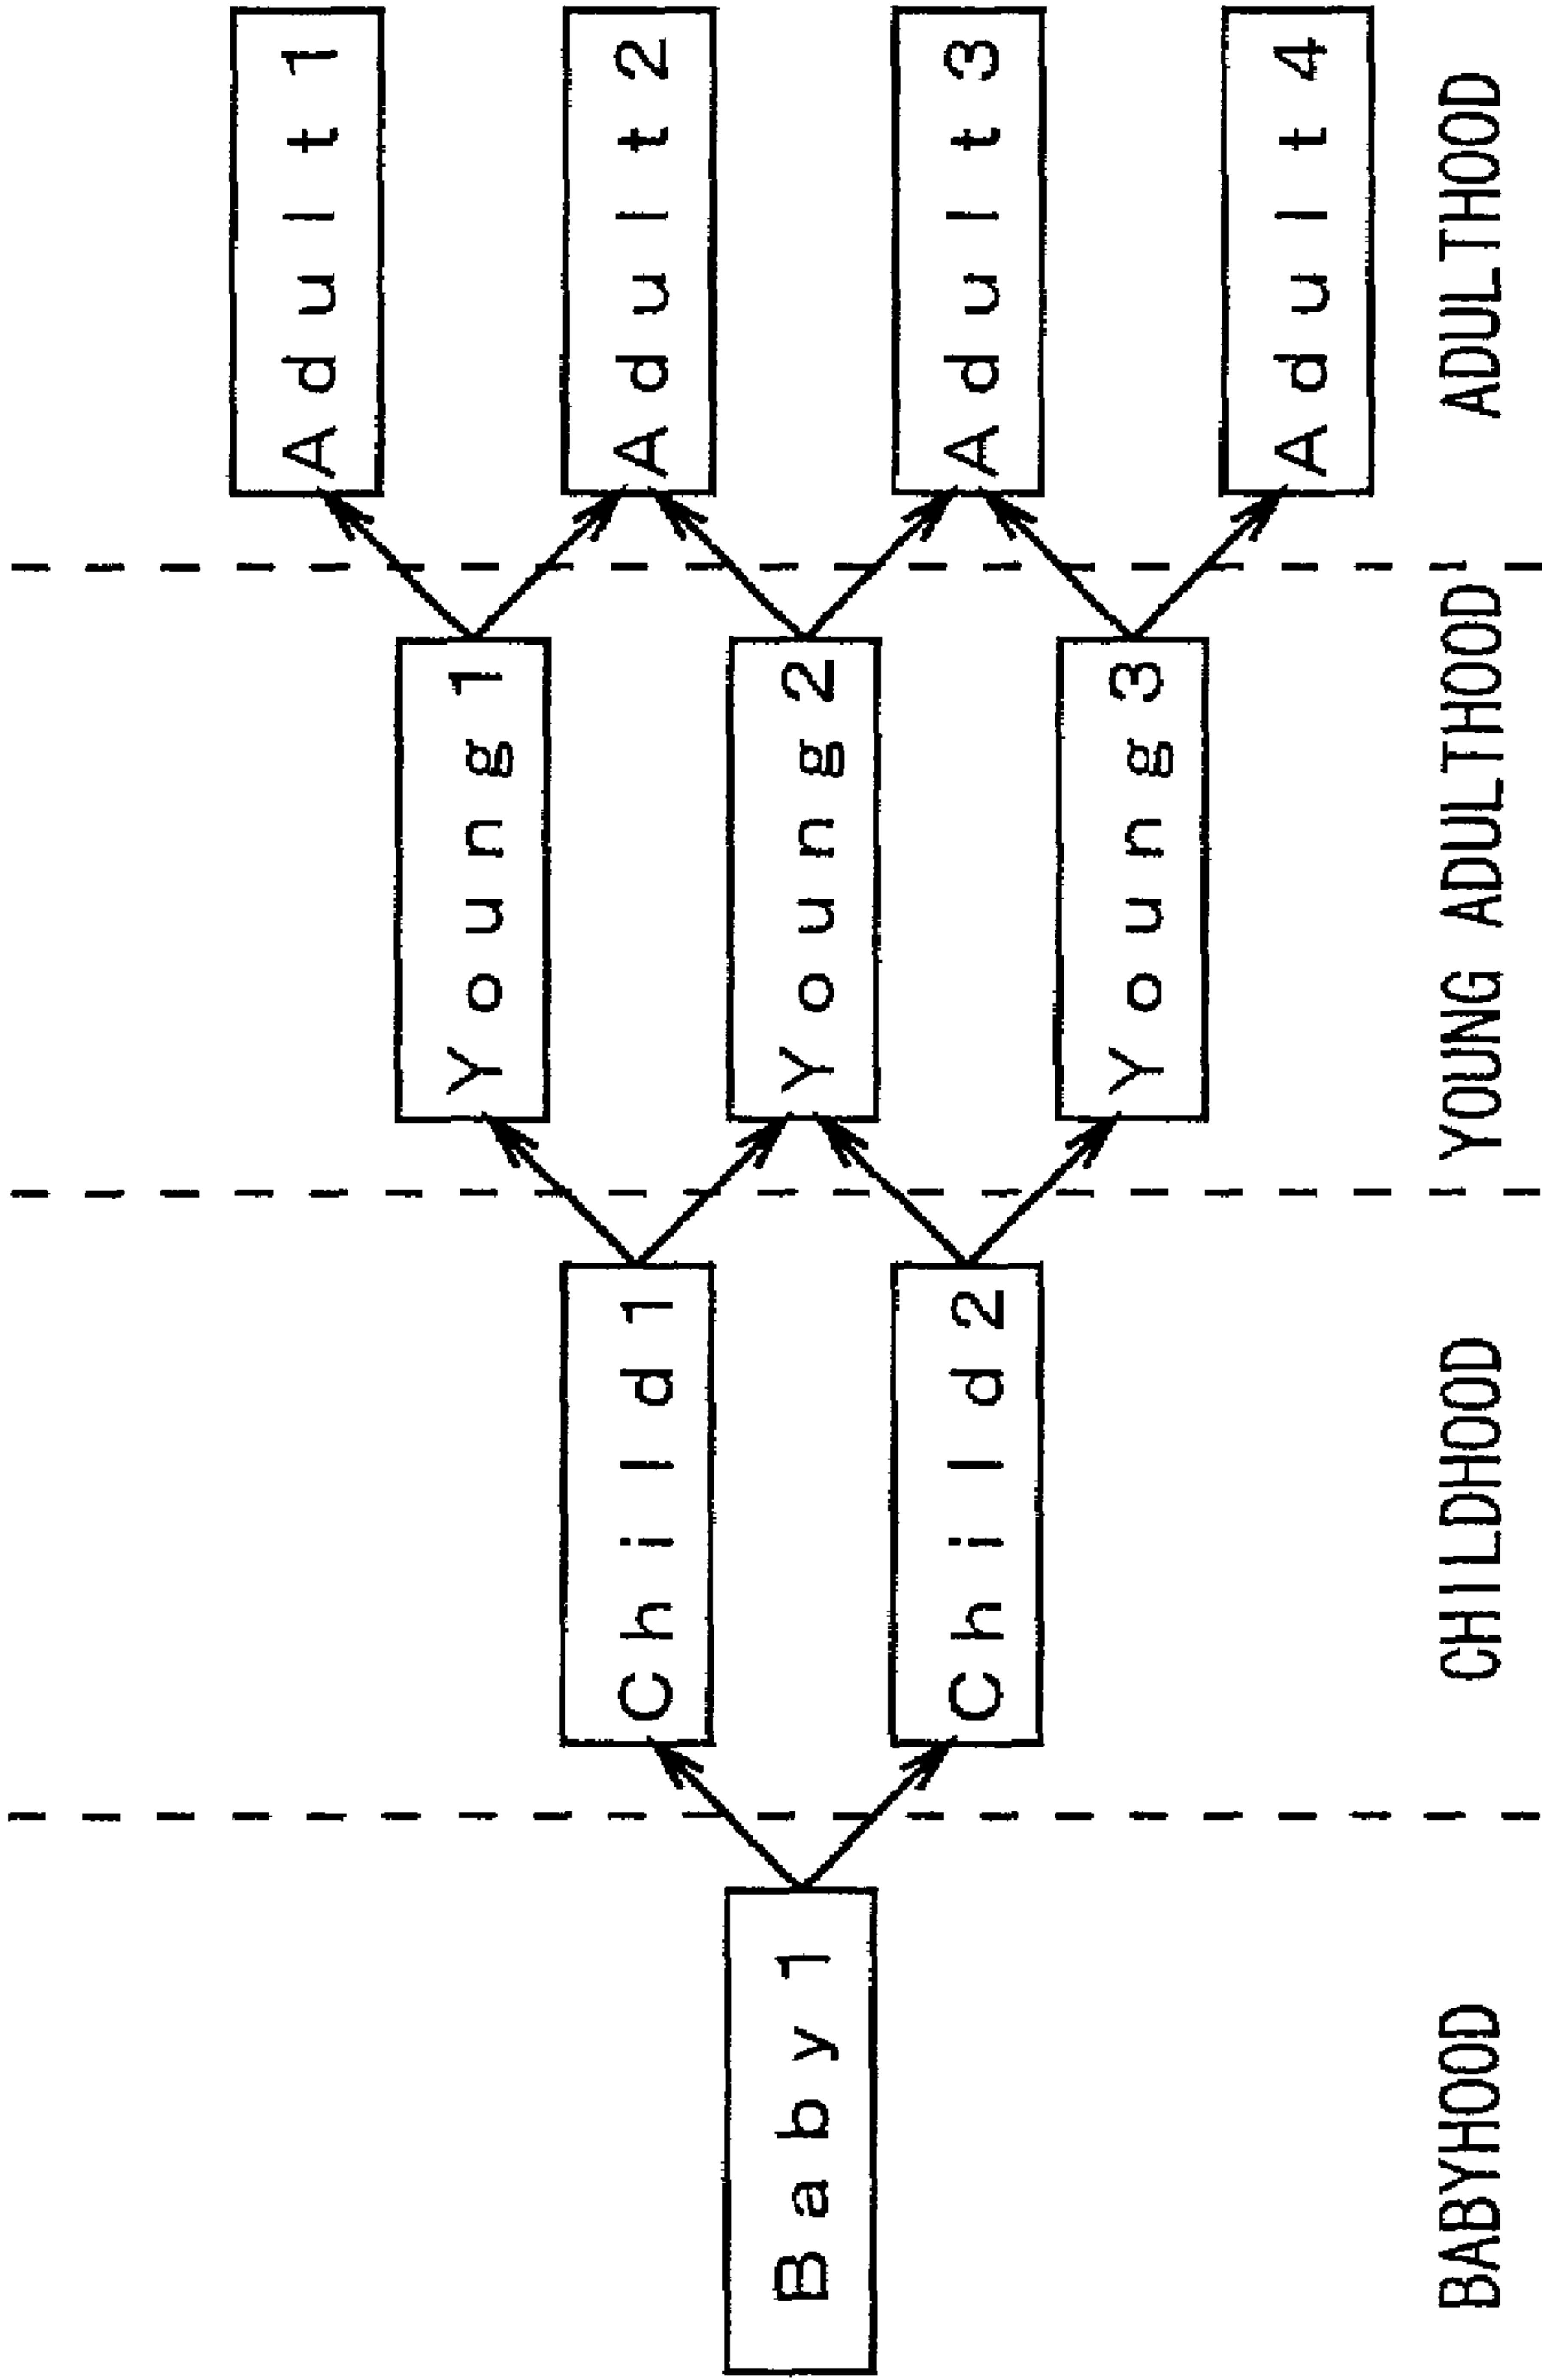 Baby1
Child1
Child2
Young1
Young2
Young3
Adult1
Adult2
Adult3
Adult4
BABYHOOD
CHILDHOOD
YOUNG ADULTHOOD
ADULTHOOD